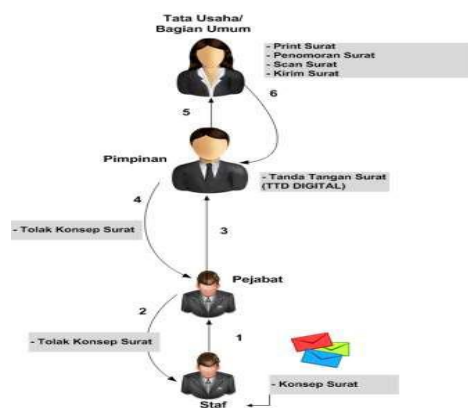 Tata Usaha/
Bagian Umum
- Print Surat
- Penomoran Surat
- Scan Surat
- Kirim Surat
6
5
Pimpinan
- Tanda Tangan Surat
(TTD DIGITAL)
4
- Tolak Konsep Surat
3
Pejabat
2
- Tolak Konsep Surat
1
- Konsep Surat
Staf